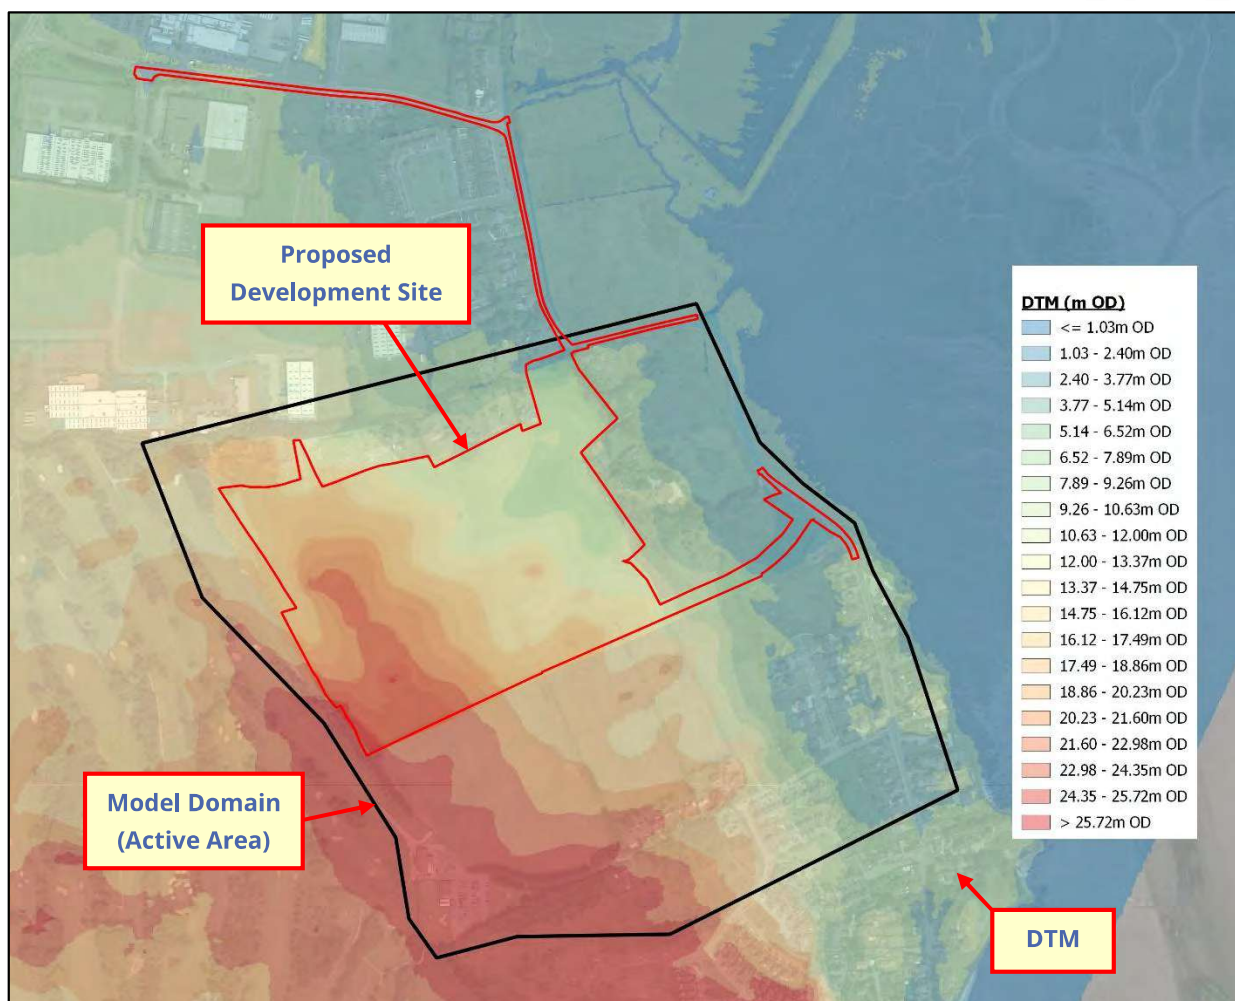 Proposed
Development Site
DTM (m OD)
<= 1.03m OD
1.03 - 2.40m OD
2.40 - 3.77m OD
3.77 - 5.14m OD
5.14 - 6.52m OD
6.52 - 7.89m OD
7.89 - 9.26m OD
9.26 - 10.63m OD
10.63 - 12.00m OD
12.00 - 13.37m OD
13.37 - 14.75m OD
14.75 - 16.12m OD
16.12 - 17.49m OD
17.49 - 18.86m OD
18.86 - 20.23m OD
20.23 - 21.60m OD
21.60 - 22.98m OD
22.98 - 24.35m OD
24.35 - 25.72m OD
> 25.72m OD
Model Domain
(Active Area)
DTM